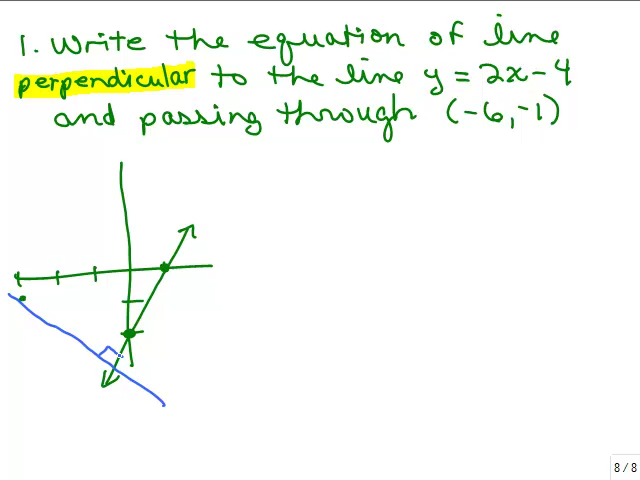 1. Write the equation of line
perpendicular to the line y = 2x - 4
and passing through (-6, -1)
8 / 8